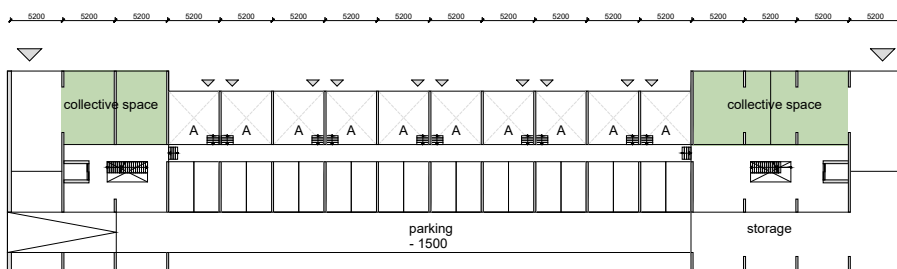 5200 5200 5200 5200 5200 5200 5200 5200 5200 5200 5200 5200 5200 5200 5200 5200 5200
collective space collective space
A A A A A A A A A A
parking storage
- 1500